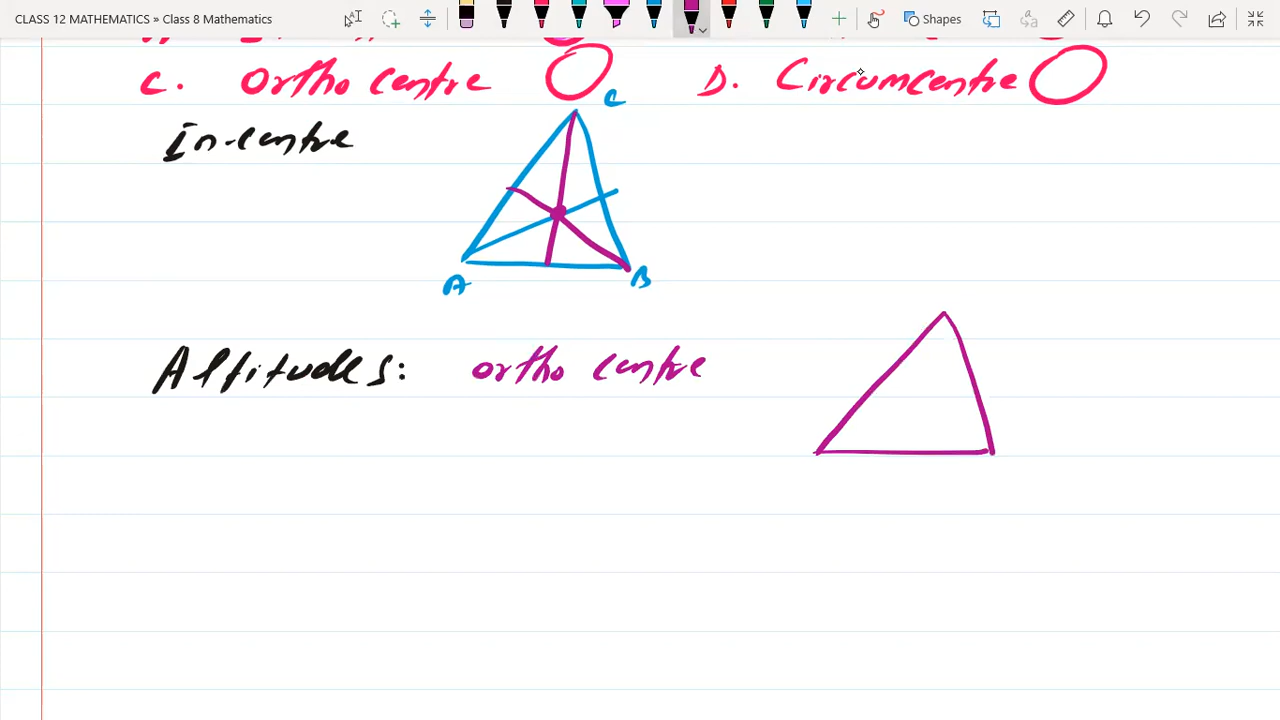 CLASS 12 MATHEMATICS » Class 8 Mathematics
Shapes
C. Ortho centre D. Circumcentre
In-centre
C
A
B
Altitudes: ortho centre